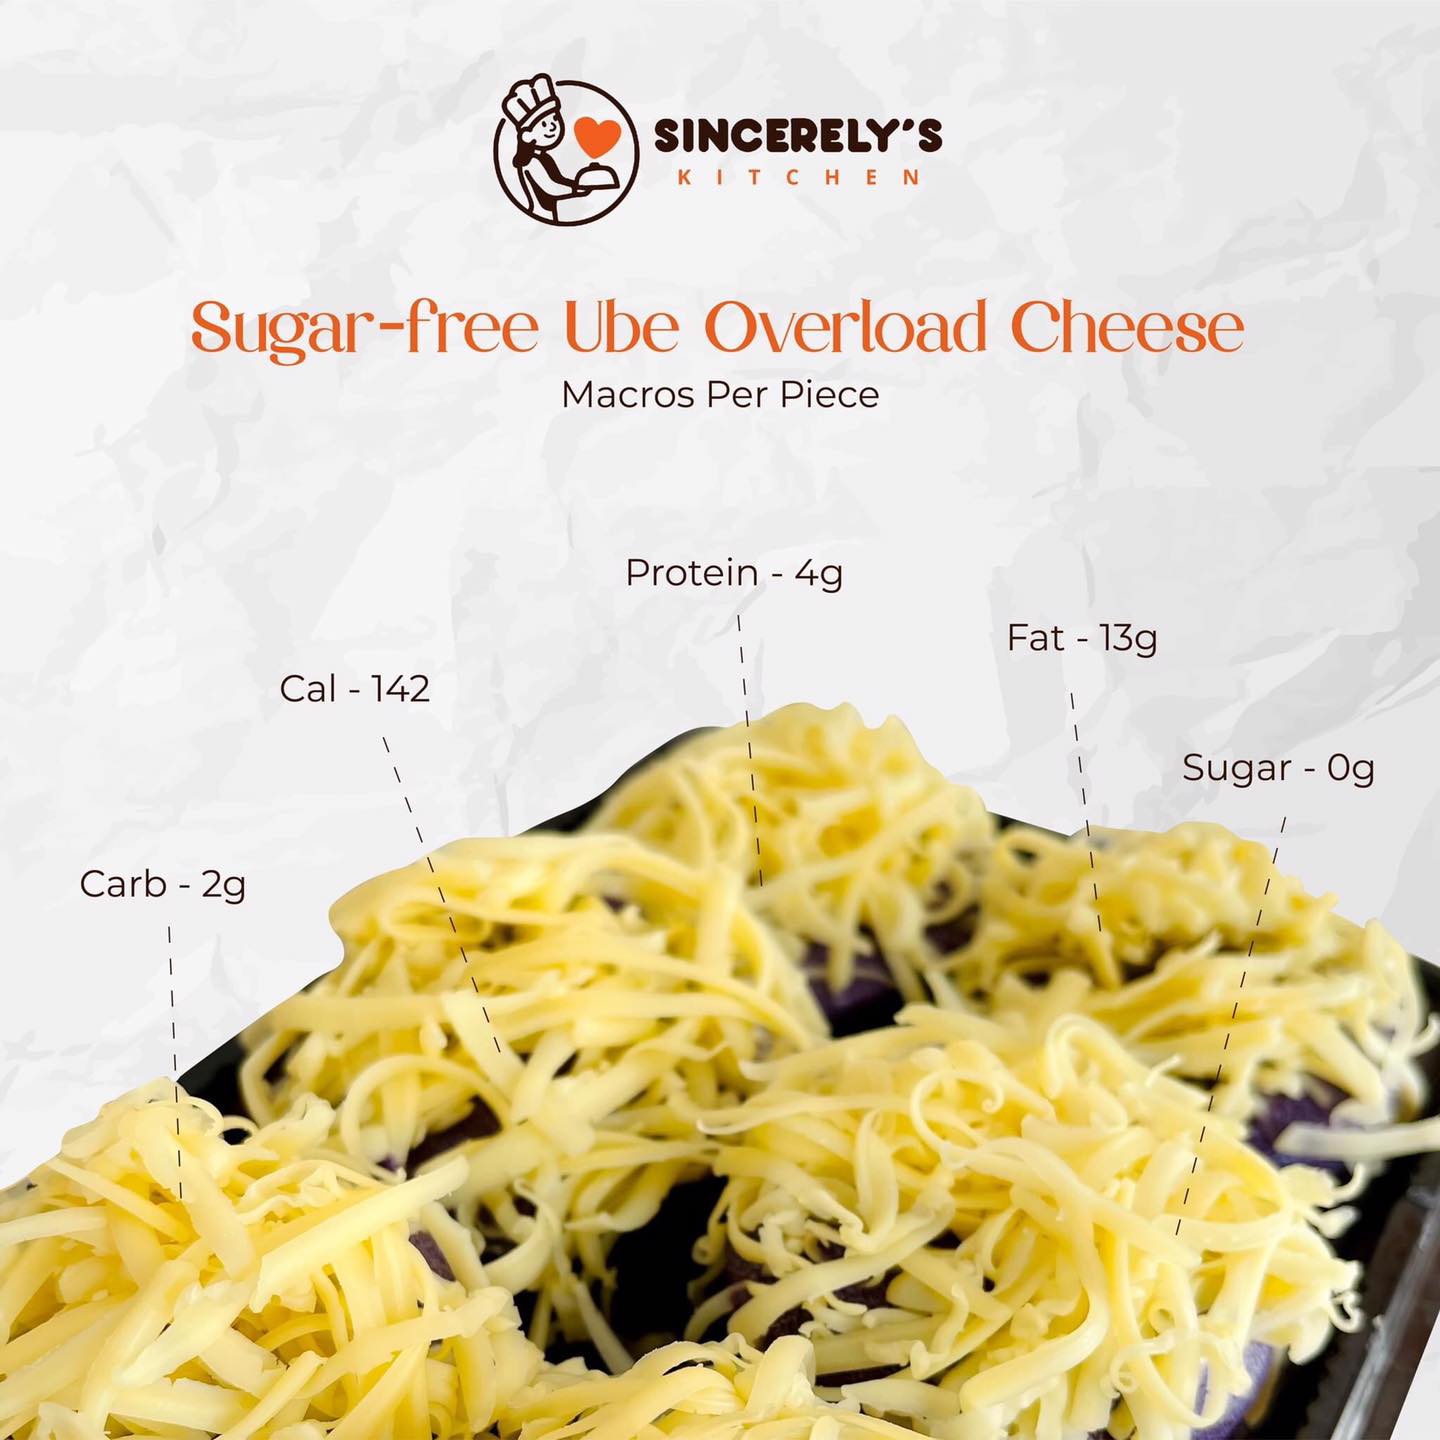 SINCERELY'S
KITCHEN
Sugar-free Ube Overload Cheese
Macros Per Piece
Protein - 4g
Fat - 13g
Cal - 142
Sugar - 0g
Carb - 2g